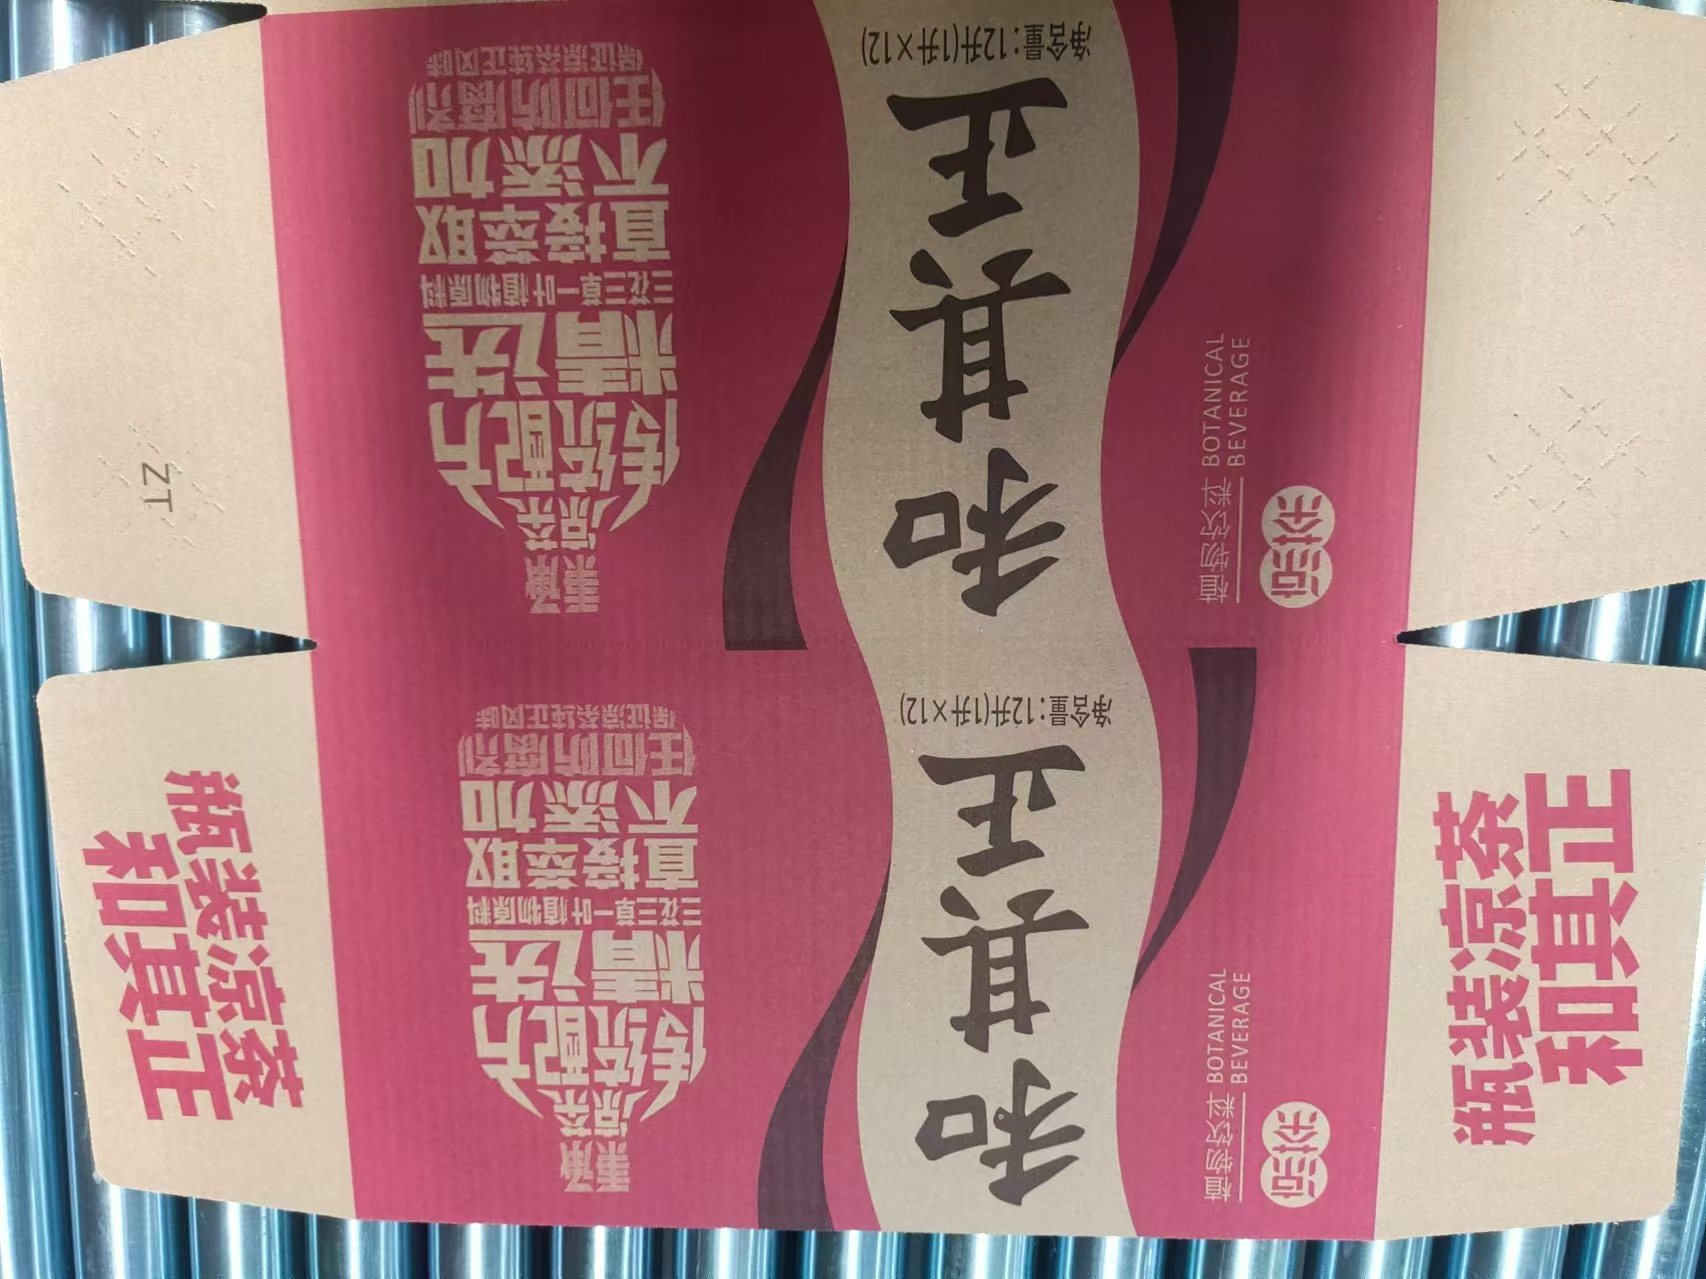 秉承
凉茶
传统配方
精选
三花三草一叶 植物原料
直接萃取
不添加
任何防腐剂
保证凉茶纯正风味
和其正
净含量：12升(1升×12)
凉茶
植物饮料
BOTANICAL
BEVERAGE
ZT
秉承
凉茶
传统配方
精选
三花三草一叶 植物原料
直接萃取
不添加
任何防腐剂
保证凉茶纯正风味
和其正
净含量：12升(1升×12)
凉茶
植物饮料
BOTANICAL
BEVERAGE
瓶装凉茶
和其正
瓶装凉茶
和其正